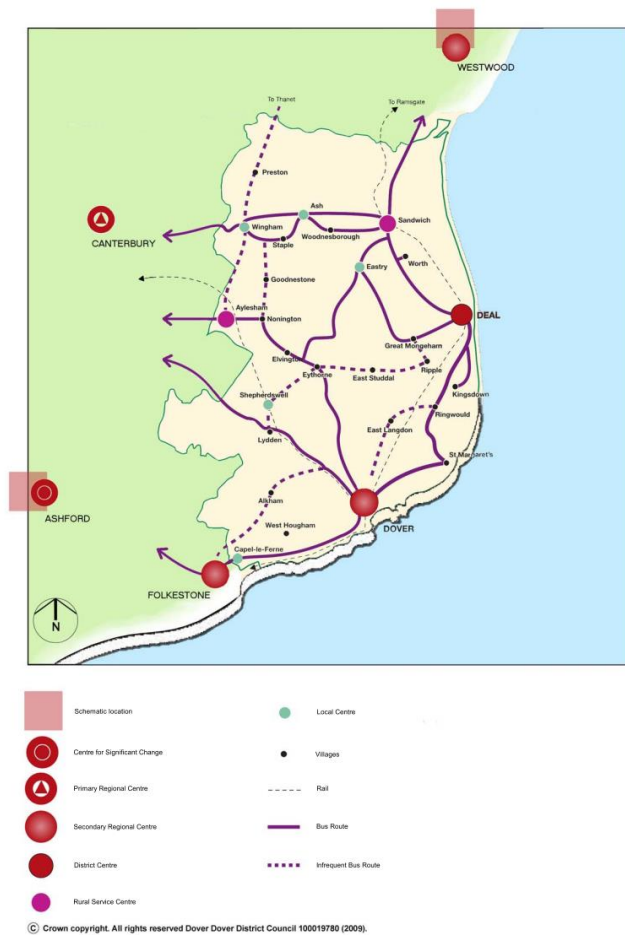 WESTWOOD
To Thanet
To Ramsgate
Preston
Ash
Sandwich
Wingham
Woodnesborough
Staple
CANTERBURY
Worth
Eastry
Goodnestone
Aylesham
Nonington
DEAL
Great Mongeham
Elvington
Eythorne
East Studdal
Ripple
Shepherdswell
Kingsdown
Ringwould
East Langdon
Lydden
St Margaret's
Alkham
ASHFORD
West Hougham
DOVER
Capel-le-Ferne
FOLKESTONE
N
Schematic location
Local Centre
Centre for Significant Change
Villages
Primary Regional Centre
Rail
Secondary Regional Centre
Bus Route
District Centre
Infrequent Bus Route
Rural Service Centre
© Crown copyright. All rights reserved Dover Dover District Council 100019780 (2009).